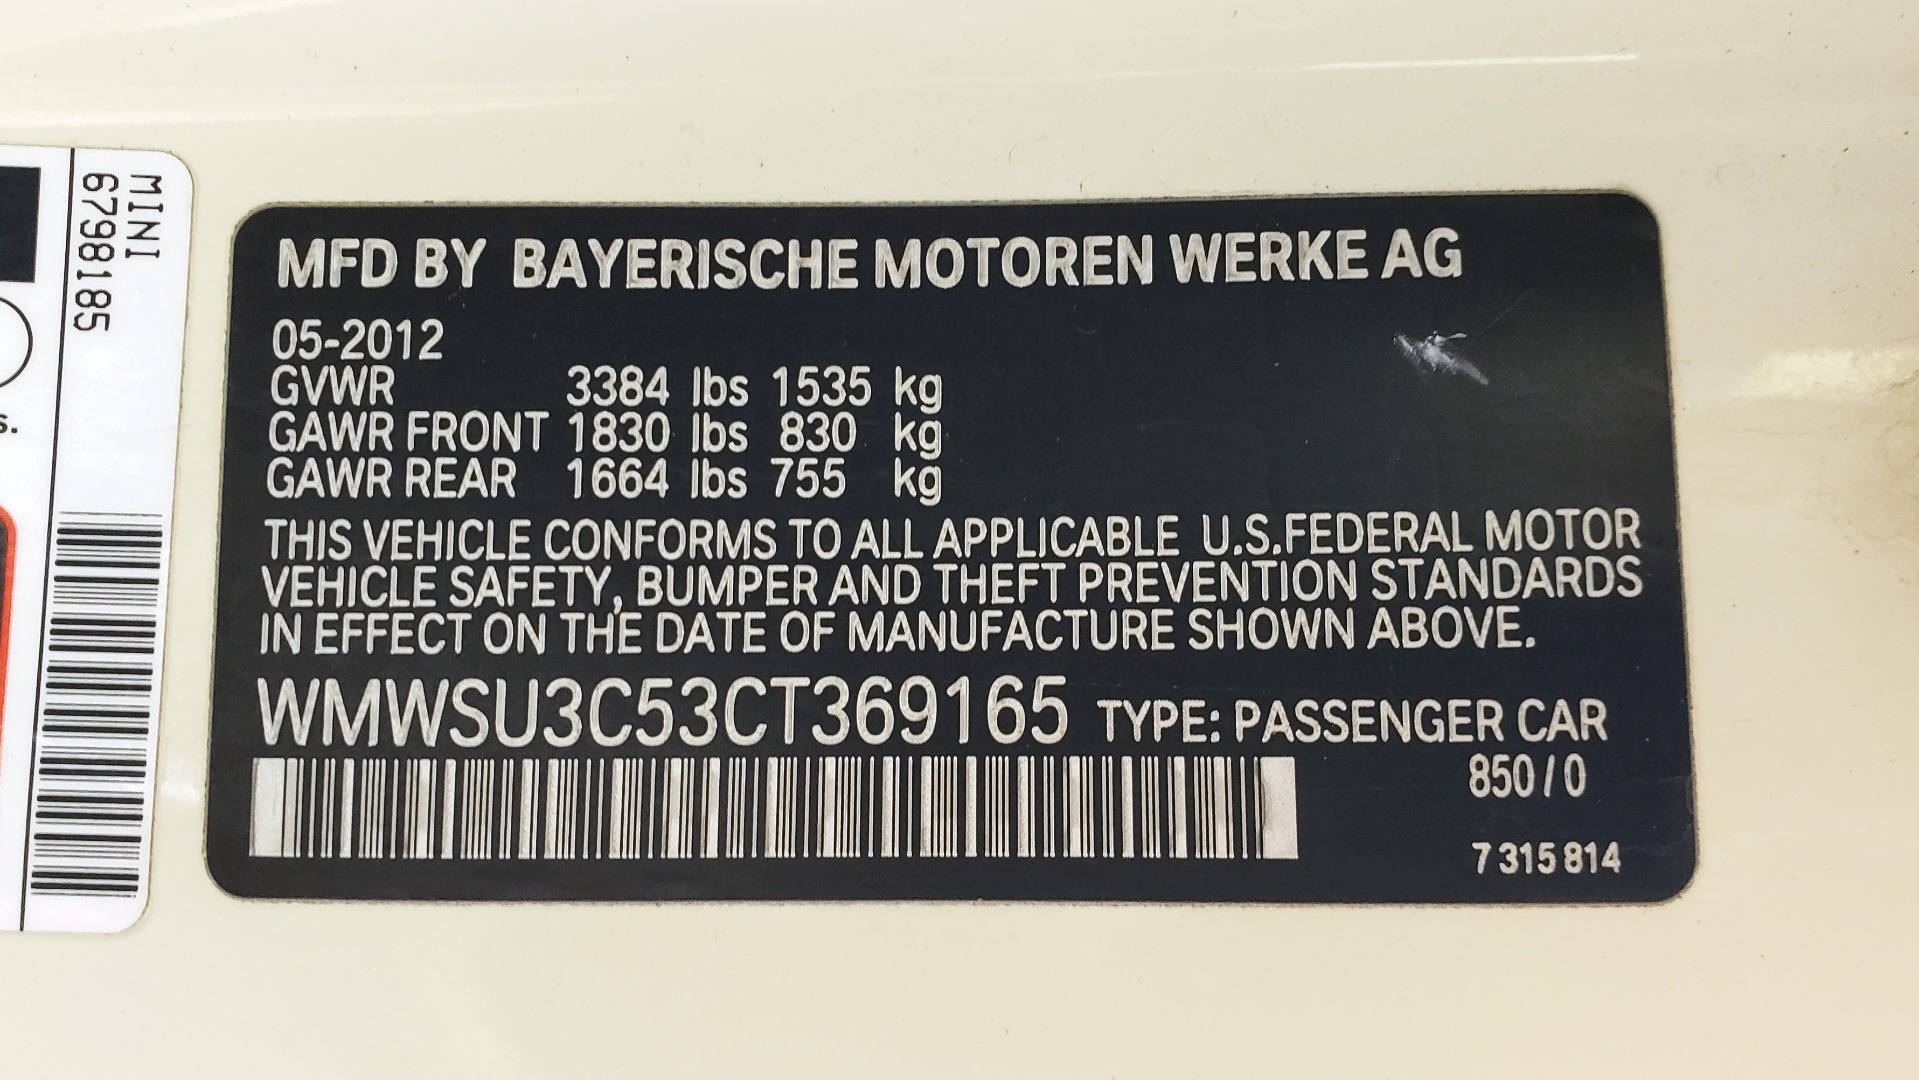 MINI
6798185
s.
MFD BY BAYERISCHE MOTOREN WERKE AG
05-2012
GVWR 3384 lbs 1535 kg
GAWR FRONT 1830 lbs 830 kg
GAWR REAR 1664 lbs 755 kg
THIS VEHICLE CONFORMS TO ALL APPLICABLE U.S.FEDERAL MOTOR
VEHICLE SAFETY, BUMPER AND THEFT PREVENTION STANDARDS
IN EFFECT ON THE DATE OF MANUFACTURE SHOWN ABOVE.
WMWSU3C53CT369165 TYPE: PASSENGER CAR
850/0
7 315 814